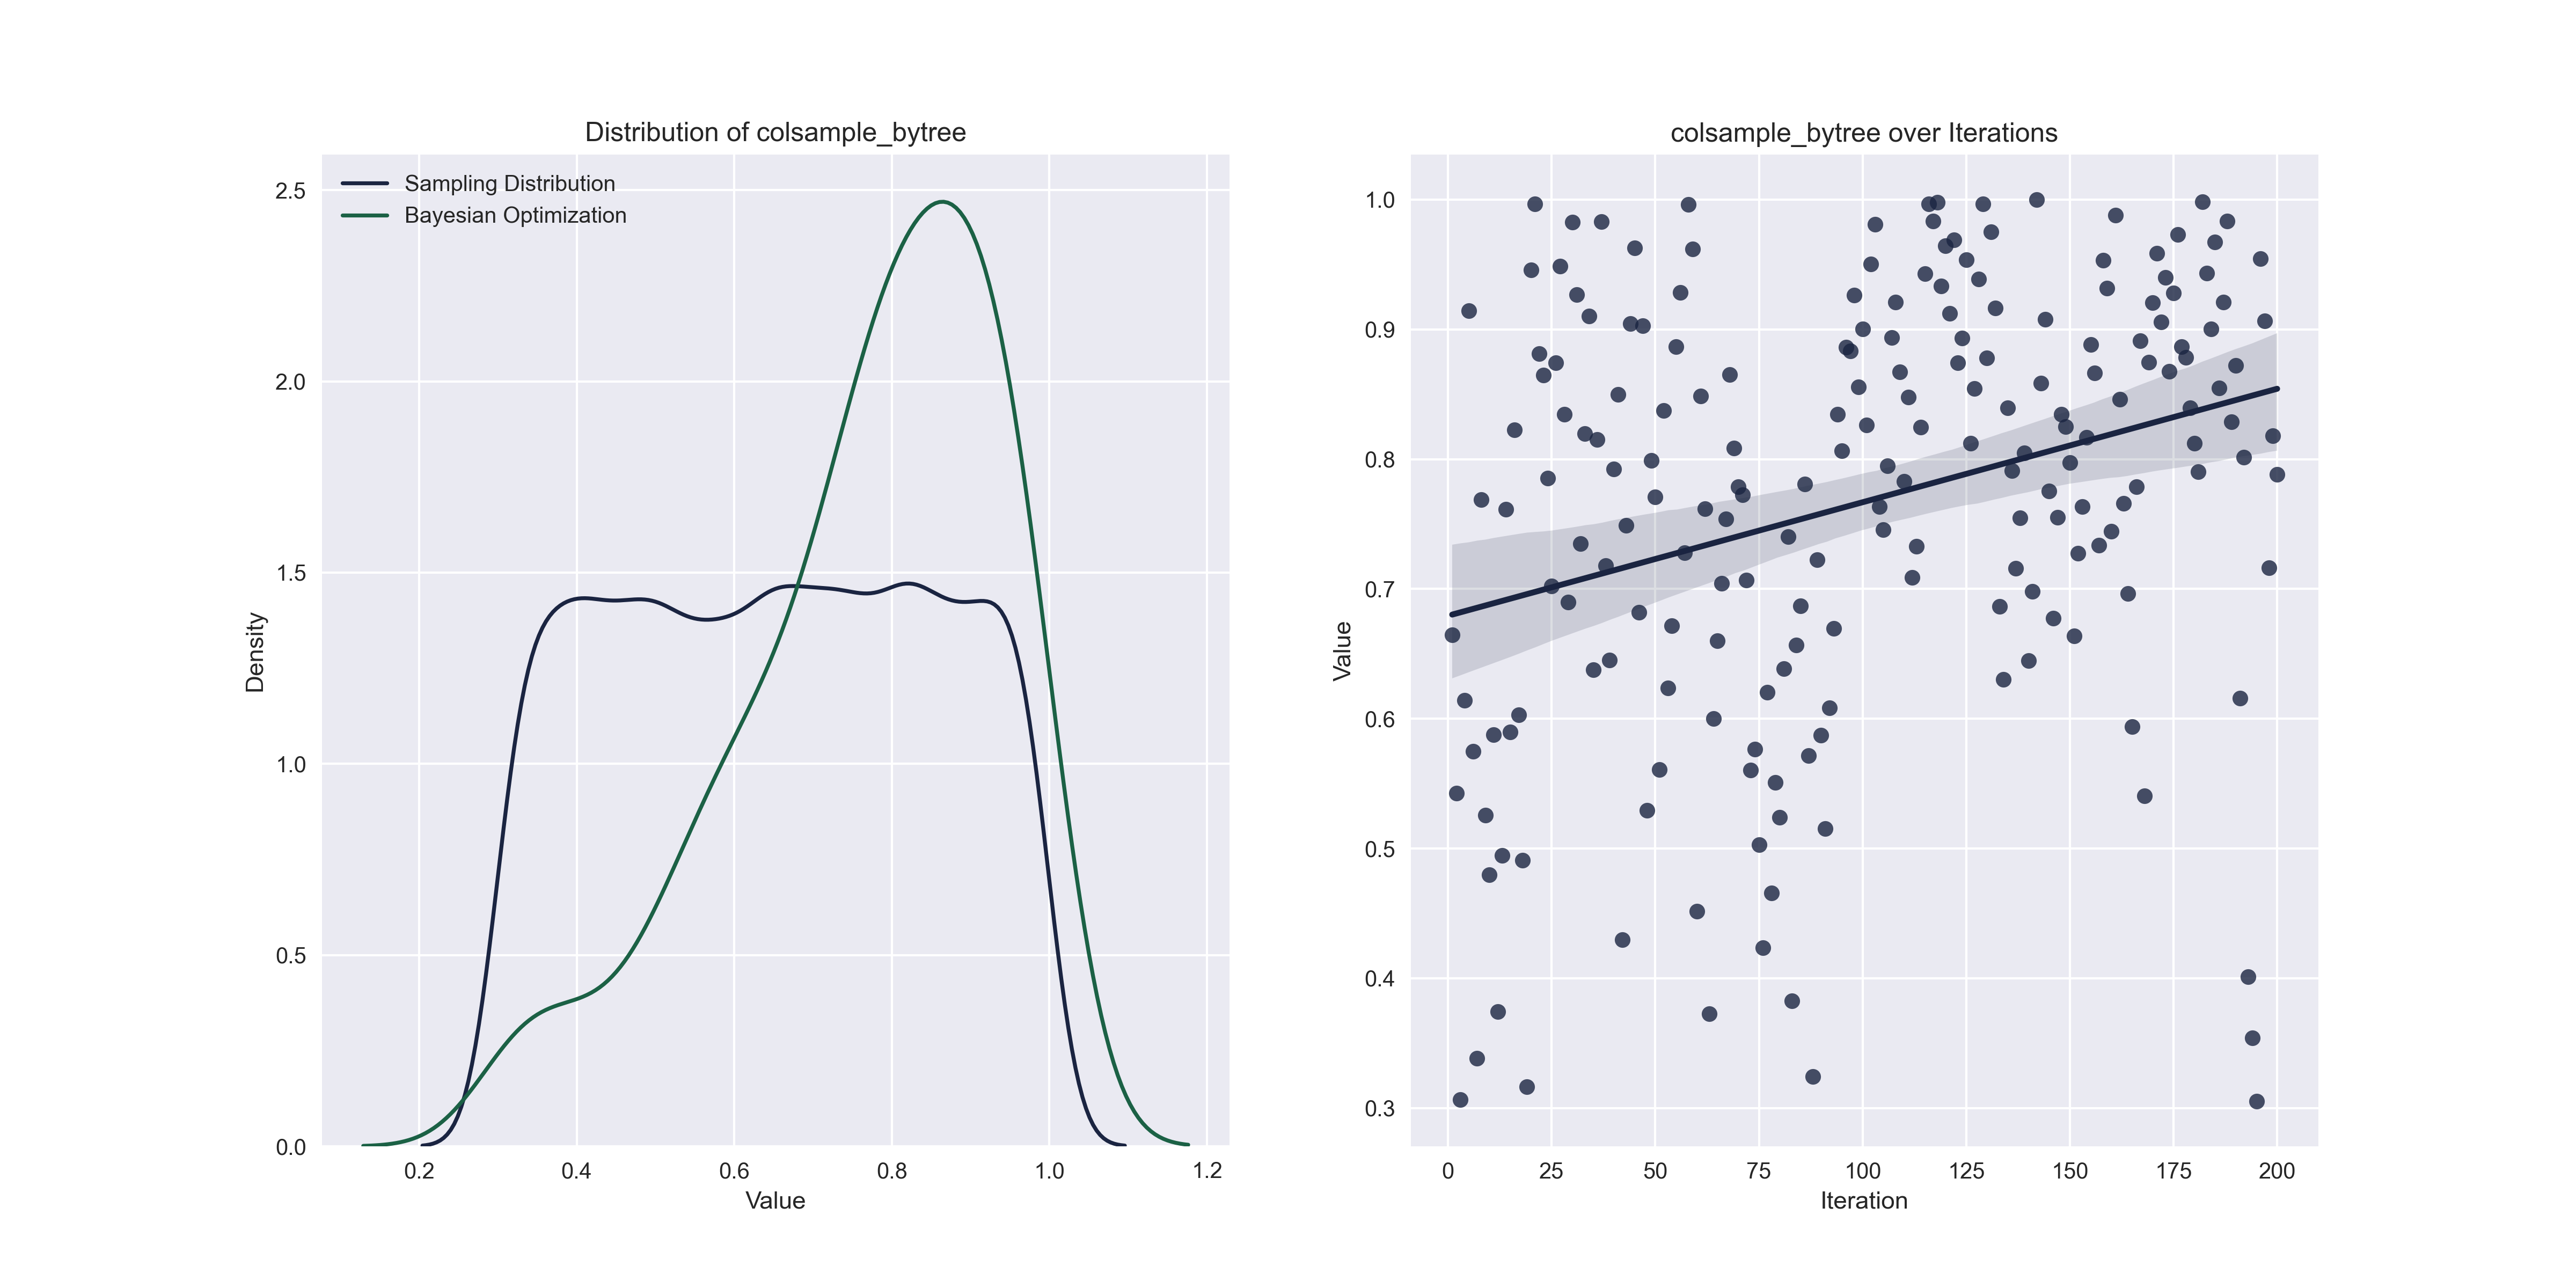 Distribution of colsample_bytree
Sampling Distribution
Bayesian Optimization
2.5
2.0
1.5
1.0
0.5
0.0
Density
0.2 0.4 0.6 0.8 1.0 1.2
Value
colsample_bytree over Iterations
1.0
0.9
0.8
0.7
0.6
0.5
0.4
0.3
Value
0 25 50 75 100 125 150 175 200
Iteration